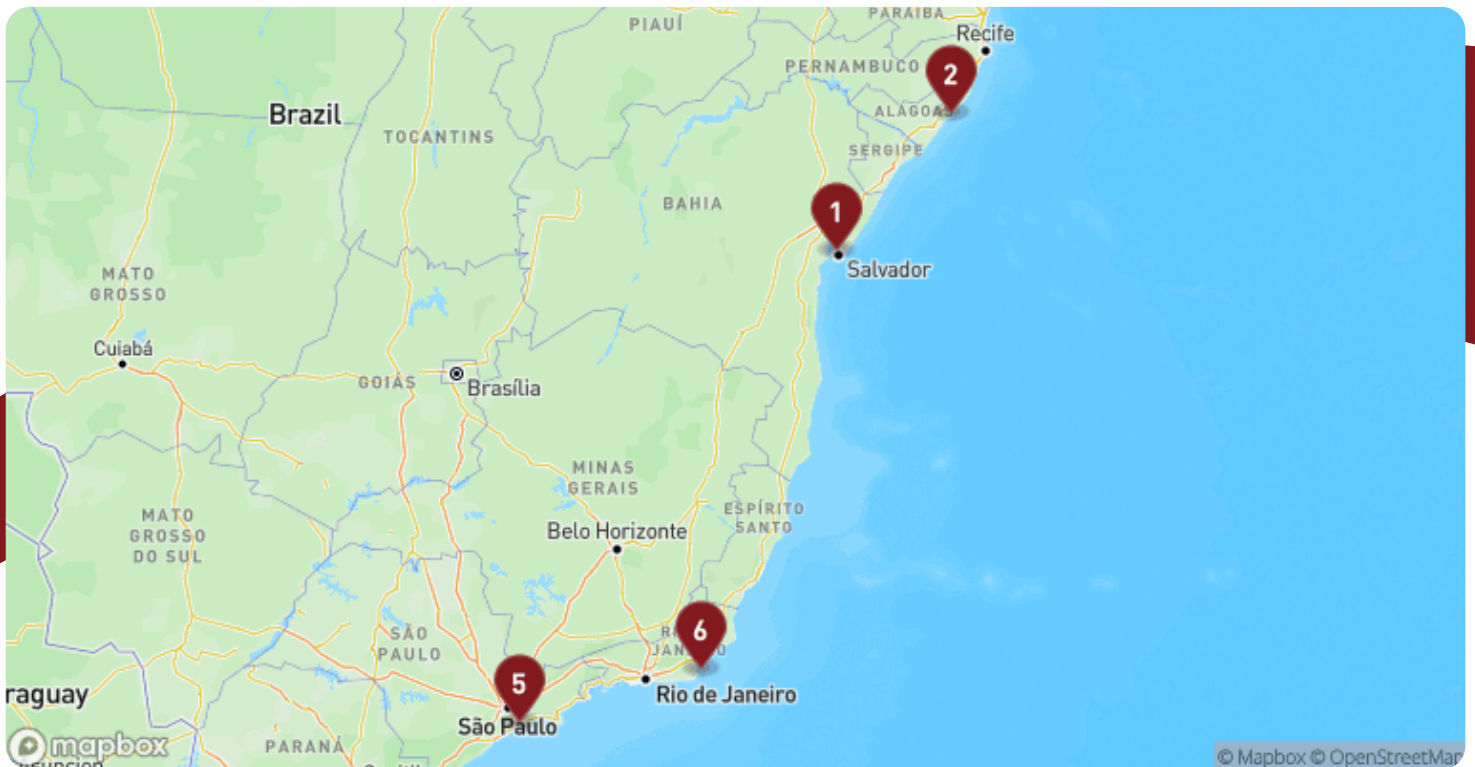 PARAÍBA
PIAUÍ
Recife
PERNAMBUCO
2
Brazil
ALAGOAS
TOCANTINS
SERGIPE
BAHIA
1
Salvador
MATO
GROSSO
Cuiabá
GOIÁS
Brasília
MINAS
GERAIS
ESPÍRITO
SANTO
MATO
GROSSO
DO SUL
Belo Horizonte
SÃO
PAULO
6
R
JAN O
5
raguay
Rio de Janeiro
São Paulo
mapbox
PARANÁ
© Mapbox © OpenStreetMap